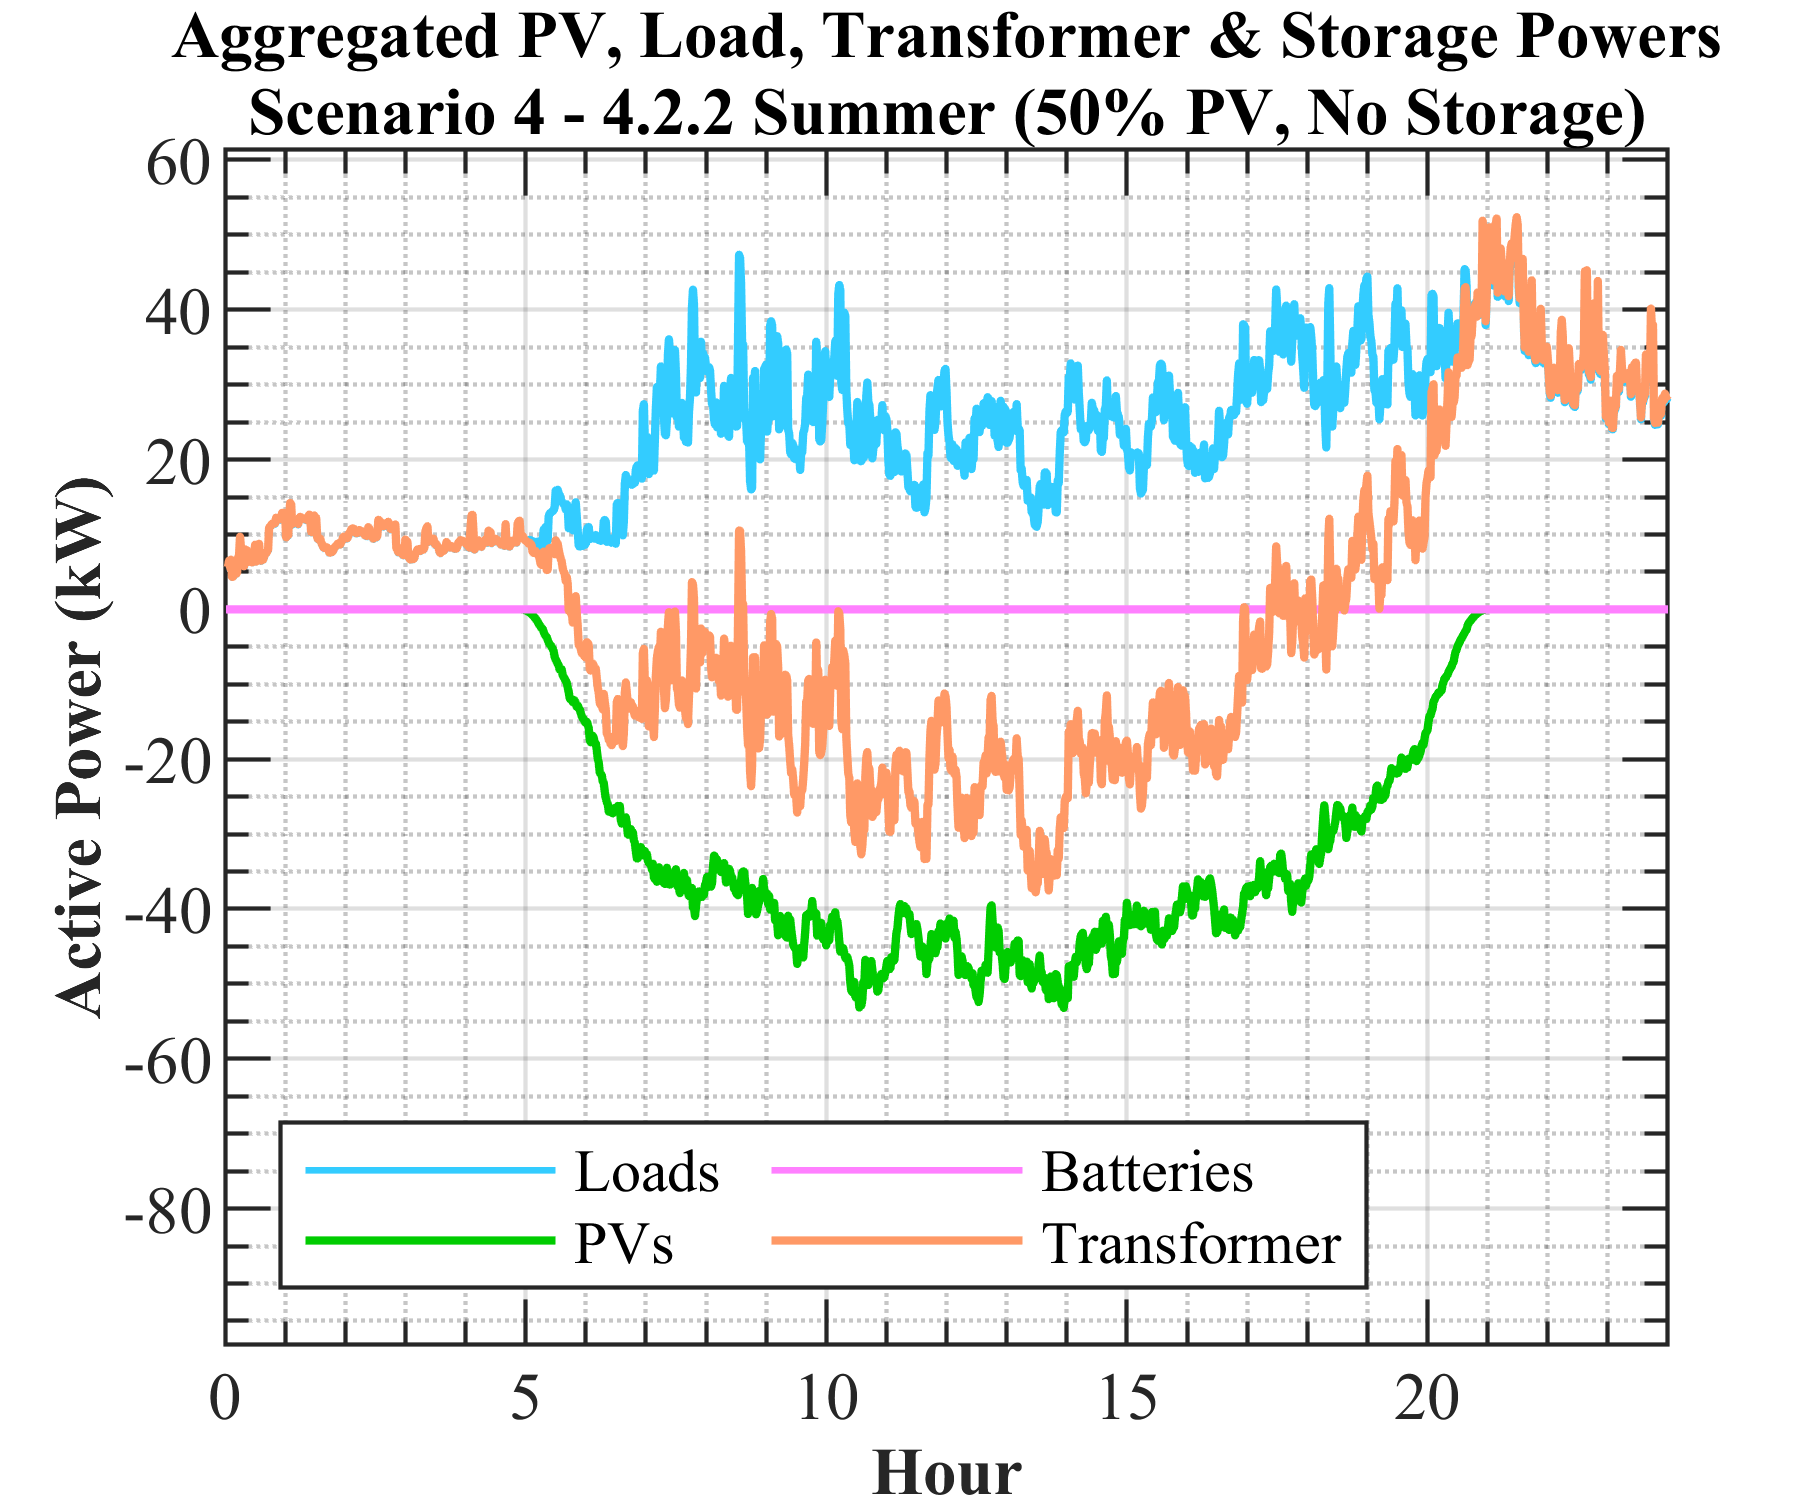 Aggregated PV, Load, Transformer & Storage Powers
Scenario 4 - 4.2.2 Summer (50% PV, No Storage)
60
40
20
0
-20
-40
-60
-80
Active Power (kW)
Loads
Batteries
PVs
Transformer
0
5
10
15
20
Hour